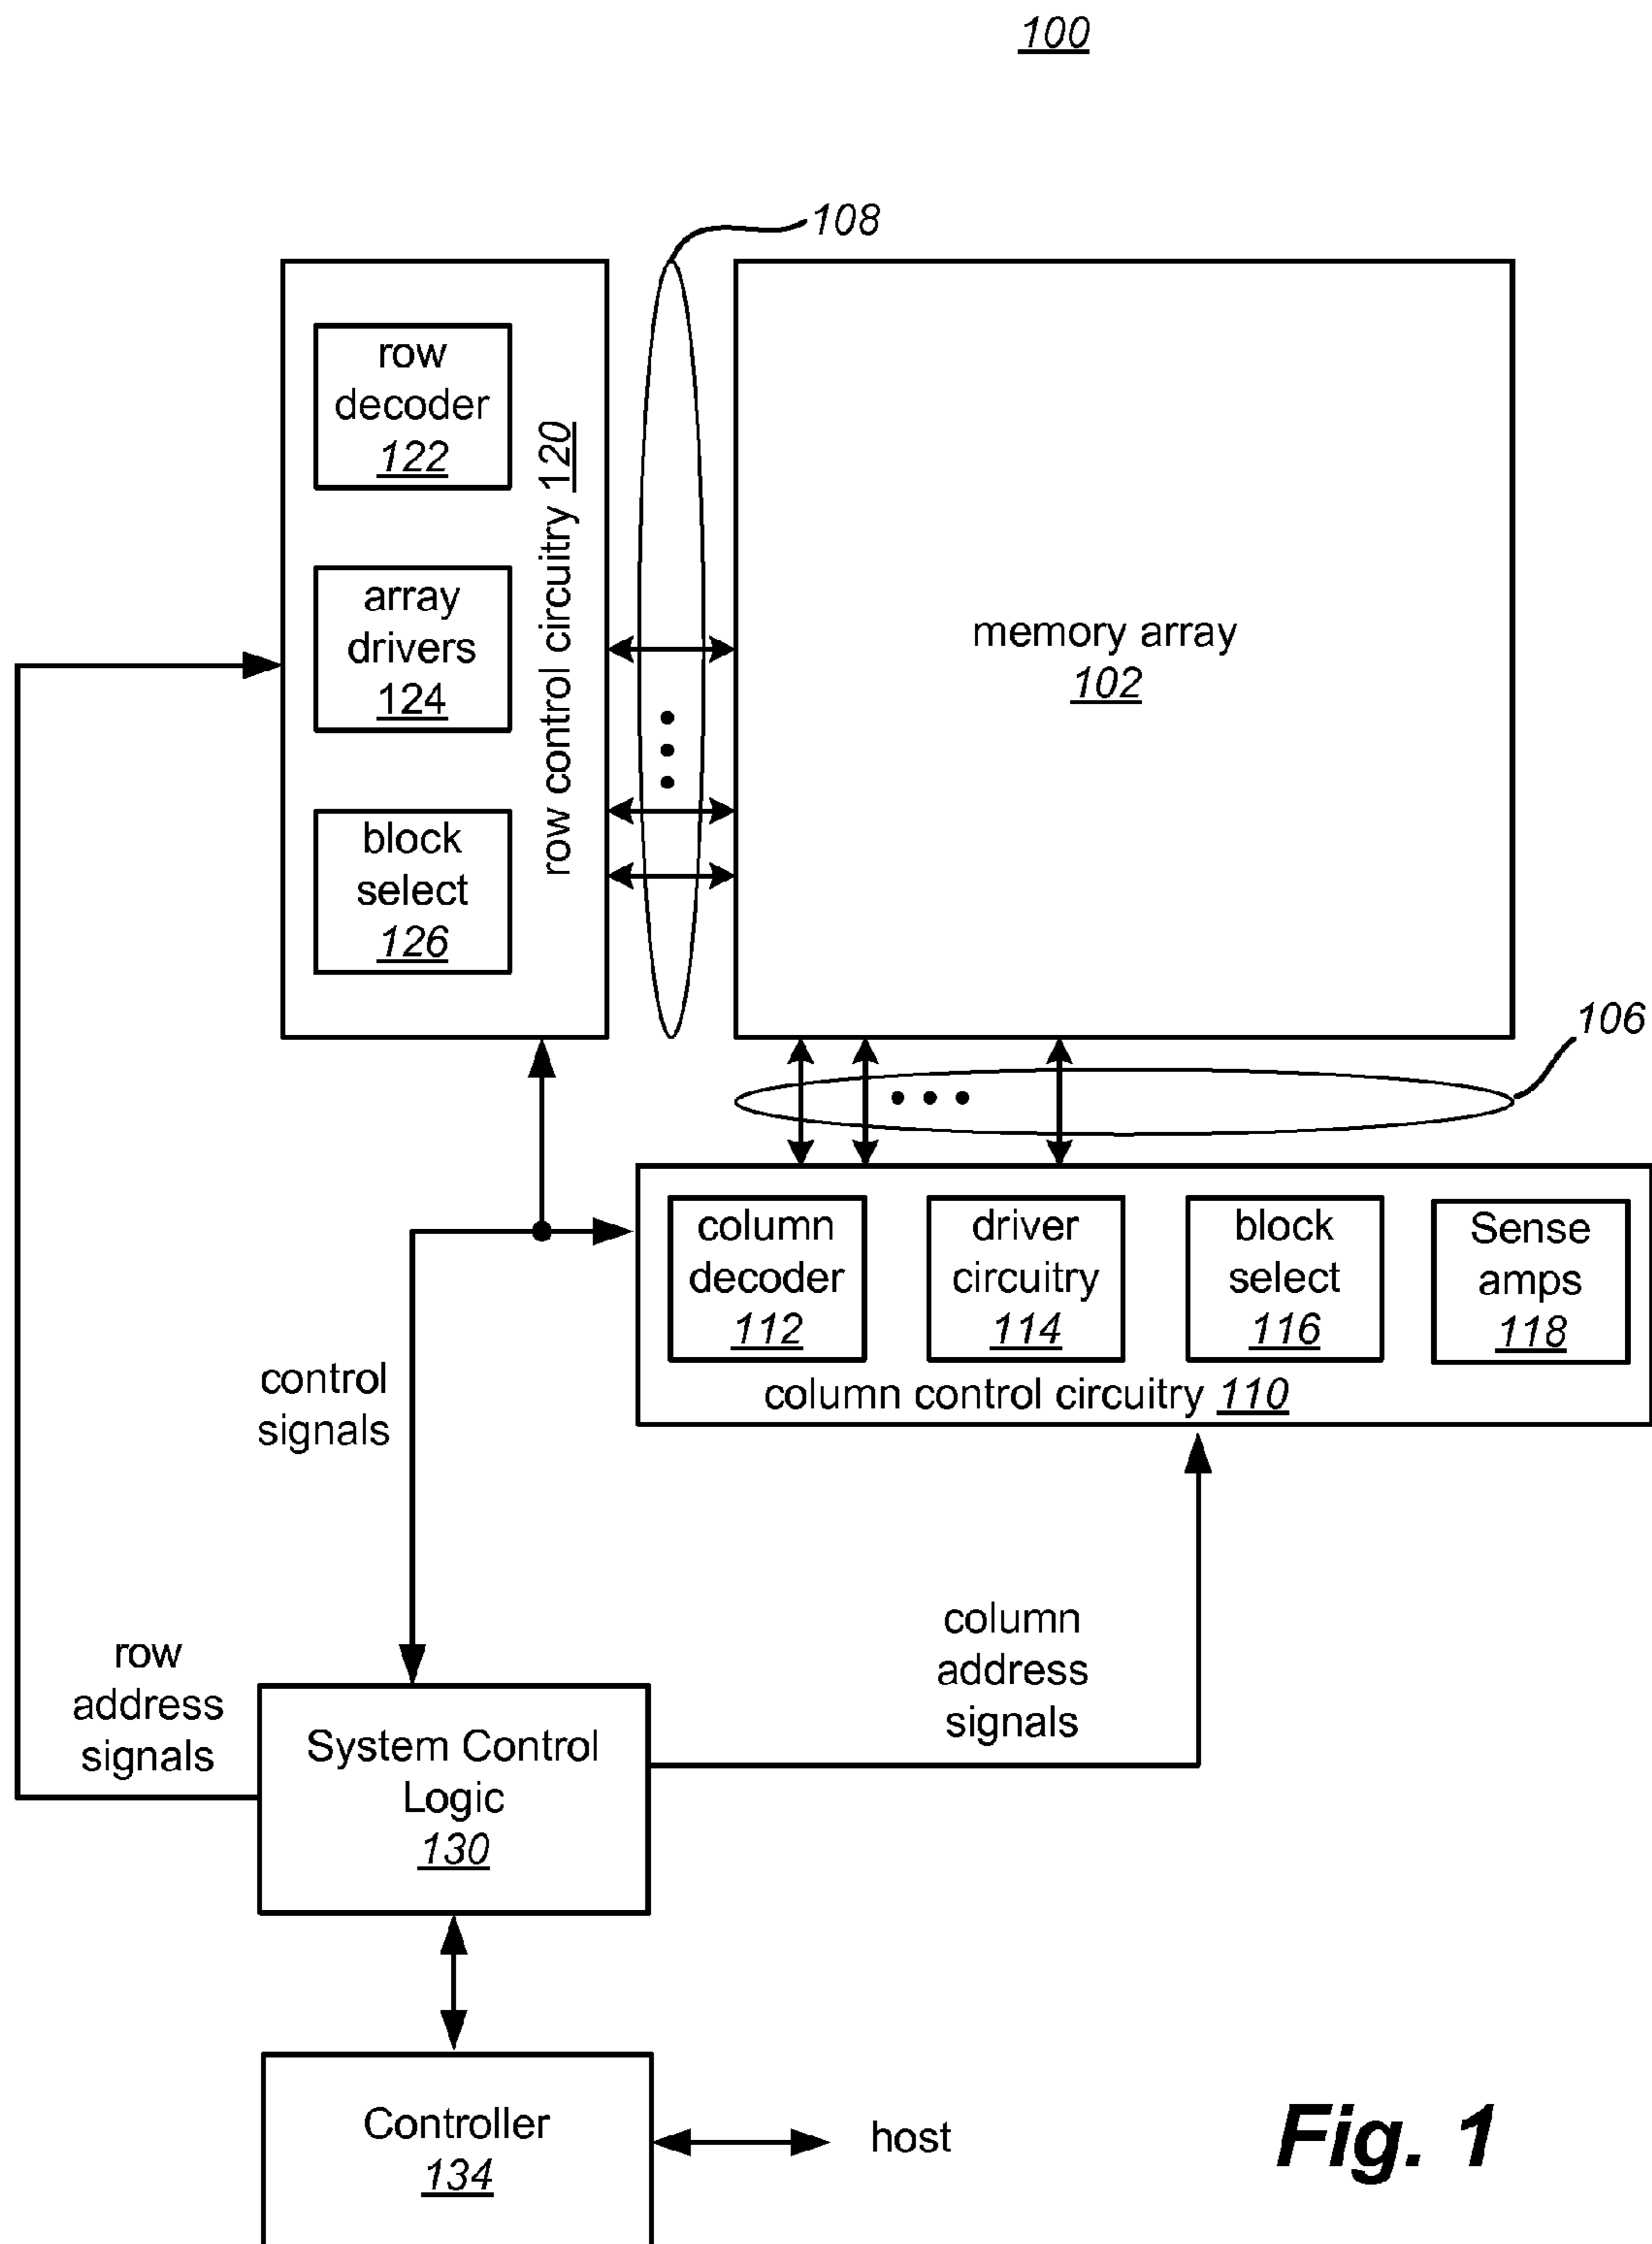 100
108
row
decoder
122
array
drivers
124
block
select
126
row control circuitry 120
memory array
102
106
column
decoder
112
driver
circuitry
114
block
select
116
Sense
amps
118
column control circuitry 110
control
signals
column
address
signals
row
address
signals
System Control
Logic
130
Controller
134
host
Fig. 1